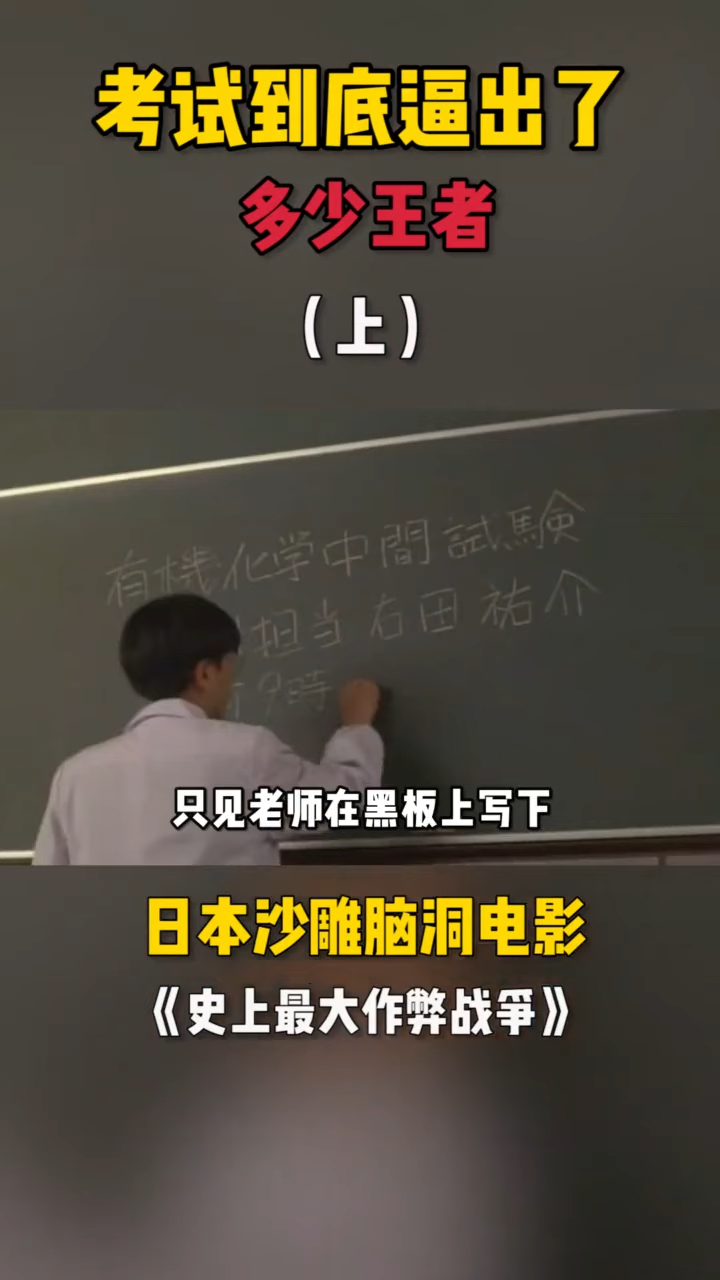 考试到底逼出了
多少王者
（上）
有機化学中間試験
担当 右田 祐介
9時
只见老师在黑板上写下
日本沙雕脑洞电影
《史上最大作弊战争》